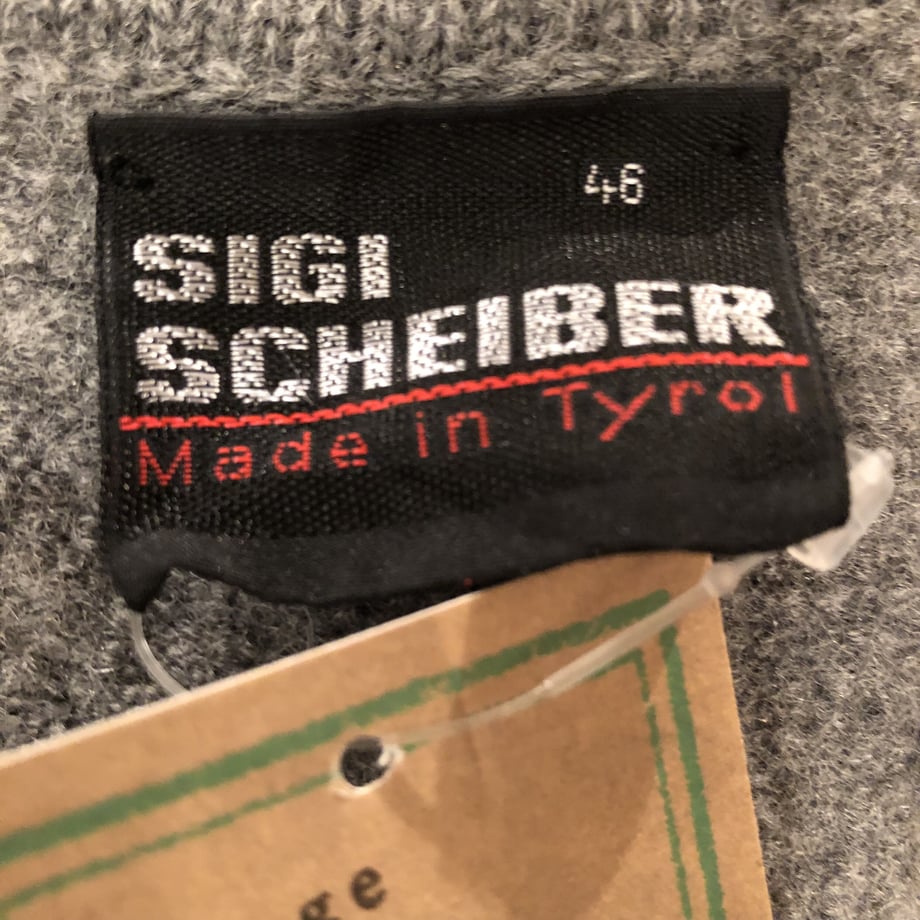 46
SIGI
SCHEIBER
Made in Tyrol